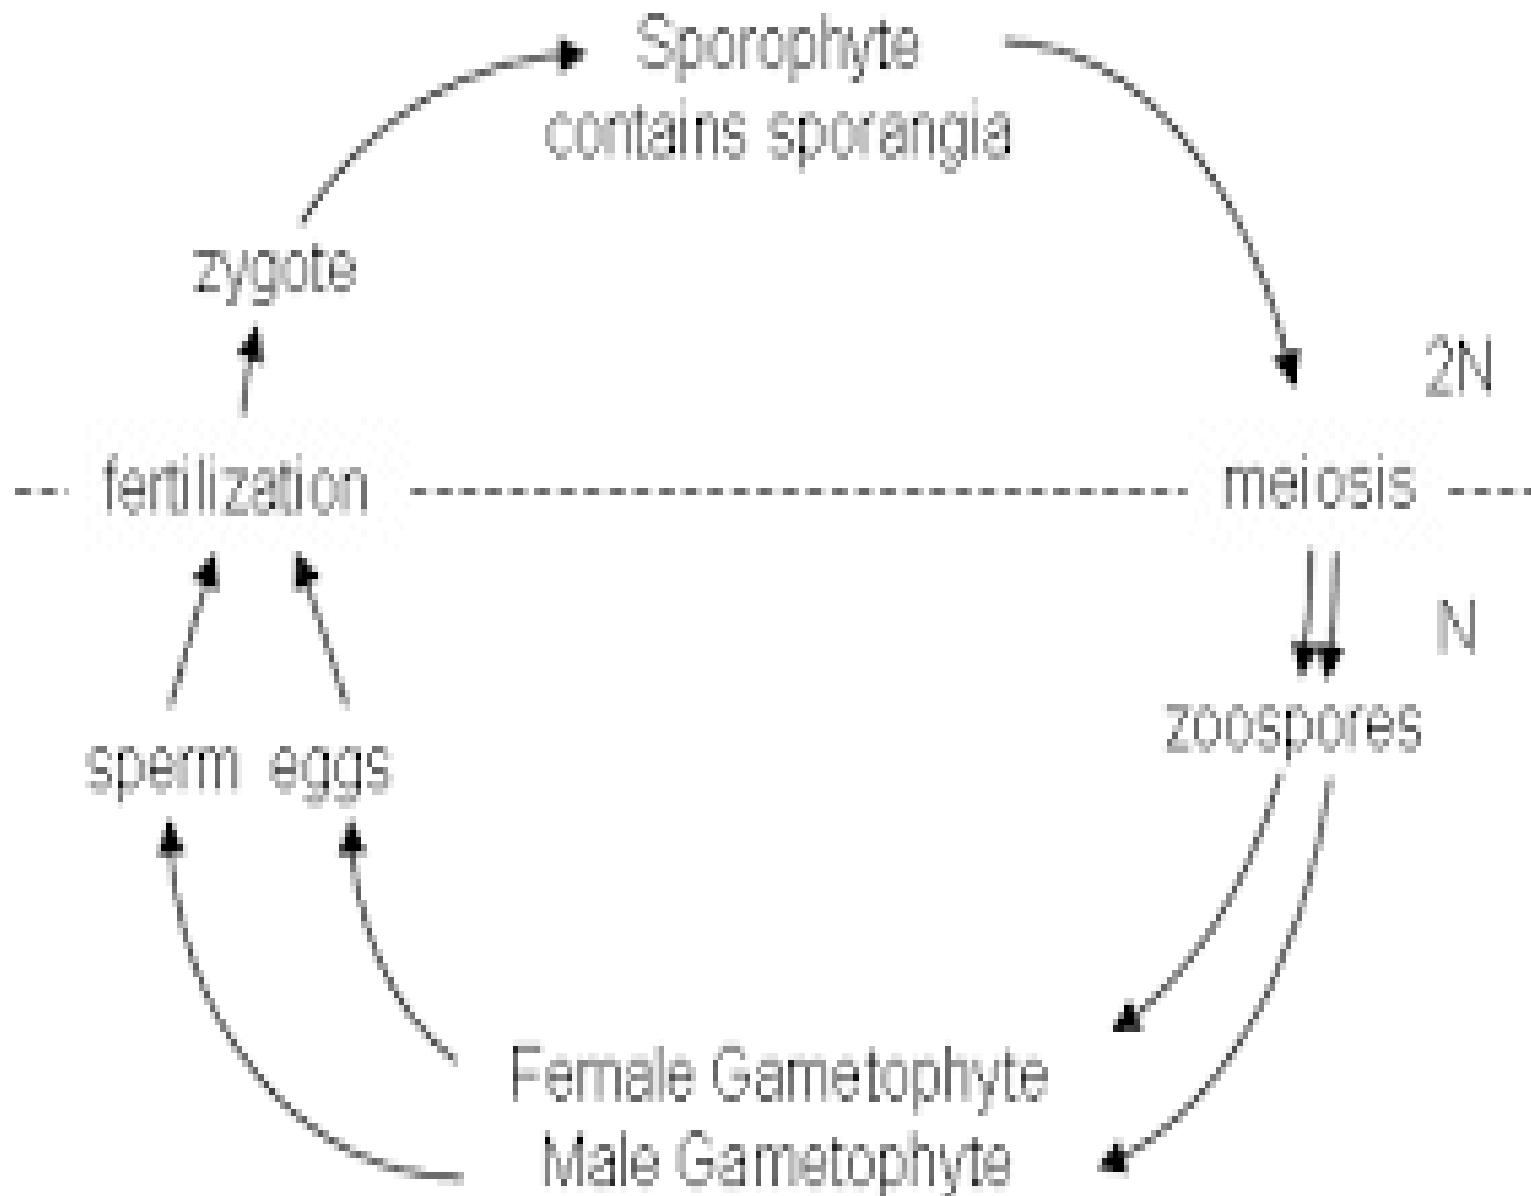 Sporophyte
contains sporangia
zygote
2N
fertilization
meiosis
N
zoospores
sperm eggs
Female Gametophyte
Male Gametophyte